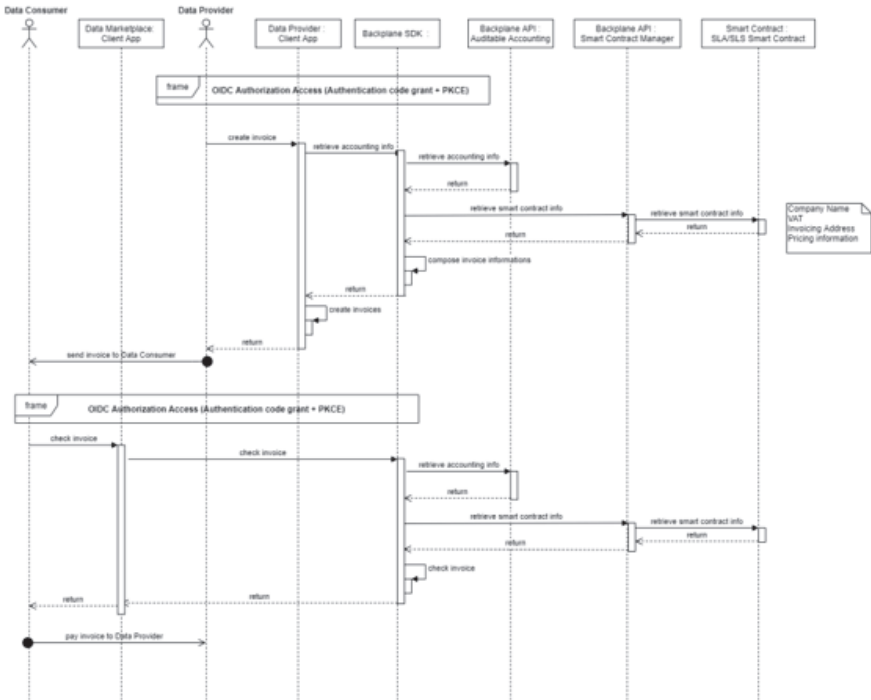 Data Consumer
Data Provider
Data Marketplace:
Client App
Data Provider :
Client App
Backplane SDK :
Backplane API :
Auditable Accounting
Backplane API :
Smart Contract Manager
Smart Contract :
SLA/SLS Smart Contract
frame
OIDC Authorization Access (Authentication code grant + PKCE)
create invoice
retrieve accounting info
retrieve accounting info
return
retrieve smart contract info
retrieve smart contract info
return
return
Company Name
VAT
Invoicing Address
Pricing information
compose invoice informations
return
create invoices
return
send invoice to Data Consumer
frame
OIDC Authorization Access (Authentication code grant + PKCE)
check invoice
check invoice
retrieve accounting info
return
retrieve smart contract info
retrieve smart contract info
return
return
check invoice
return
return
pay invoice to Data Provider